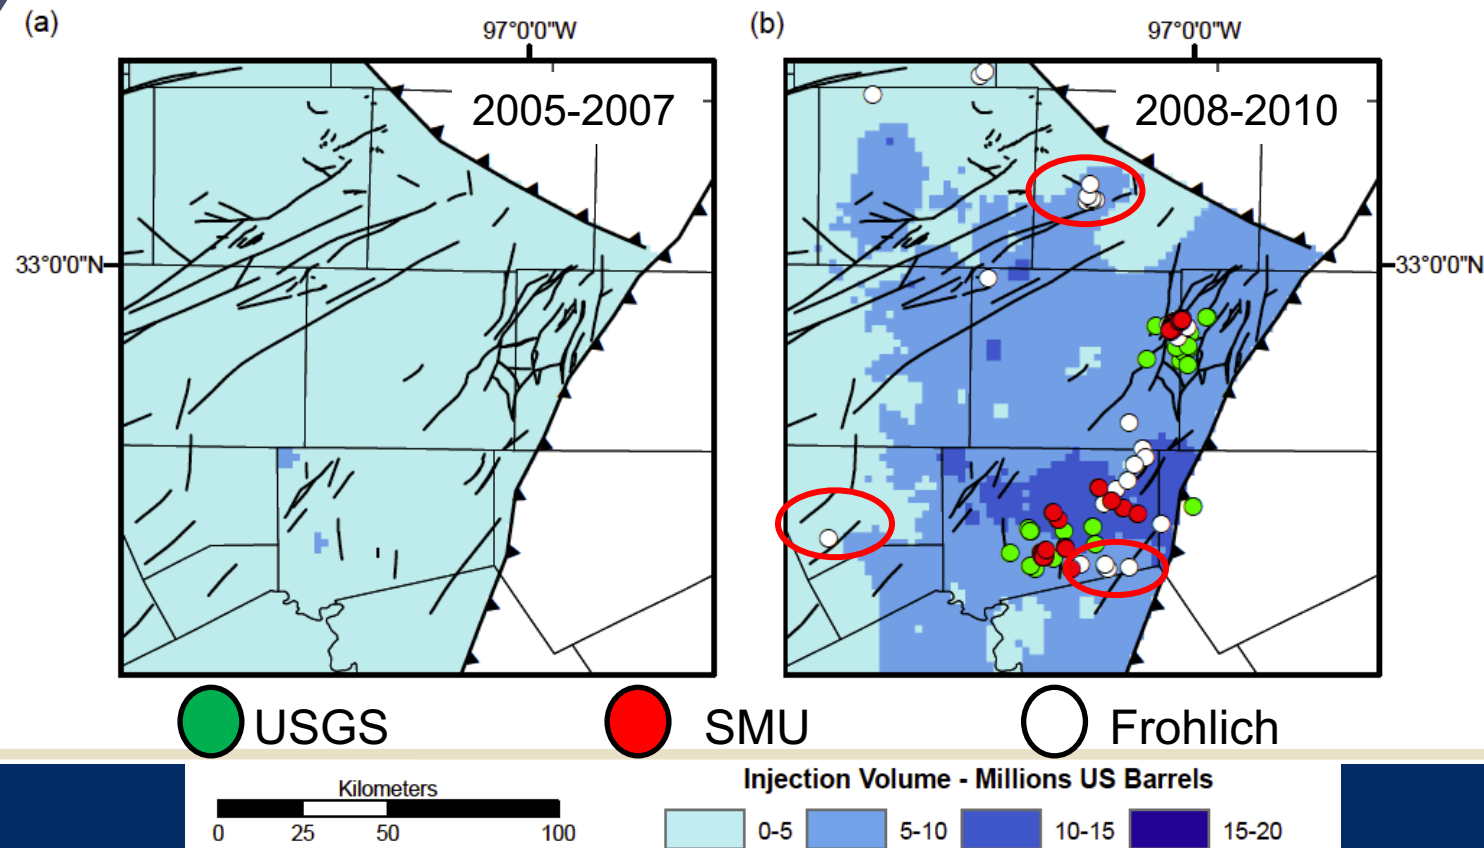 (a)
97°0'0"W
(b)
97°0'0"W
2005-2007
2008-2010
33°0'0"N
33°0'0"N
USGS
SMU
Frohlich
Kilometers
0 25 50 100
Injection Volume - Millions US Barrels
0-5 5-10 10-15 15-20